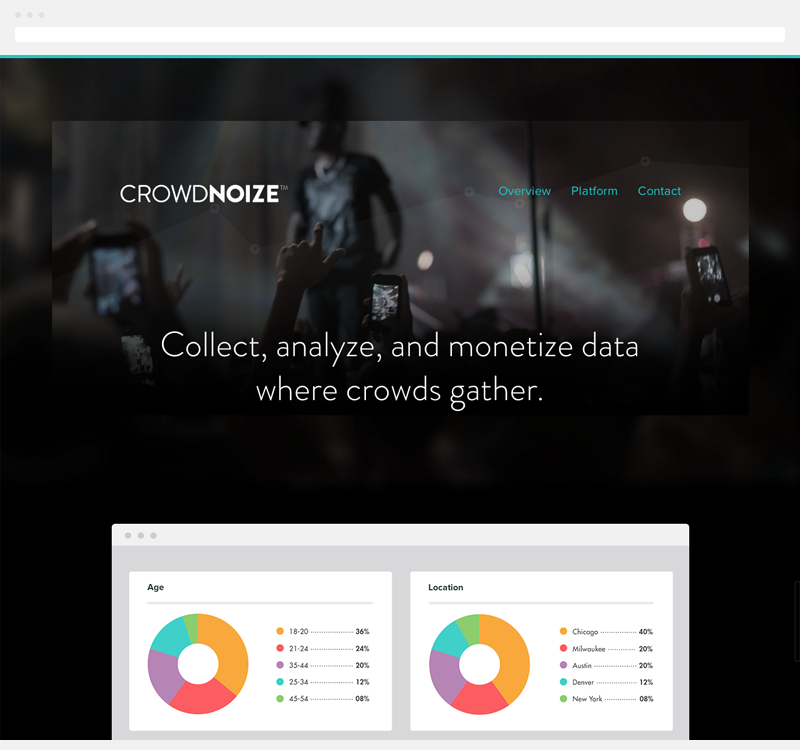 CROWDNOIZE™
Overview Platform Contact
Collect, analyze, and monetize data
where crowds gather.
Age
18-20 36%
21-24 24%
35-44 20%
25-34 12%
45-54 08%
Location
Chicago 40%
Milwaukee 20%
Austin 20%
Denver 12%
New York 08%